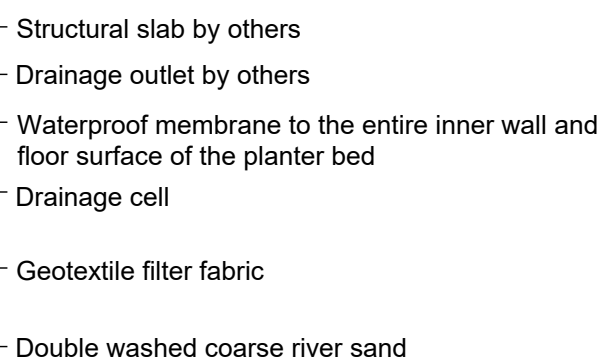 Structural slab by others
Drainage outlet by others
Waterproof membrane to the entire inner wall and
floor surface of the planter bed
Drainage cell
Geotextile filter fabric
Double washed coarse river sand